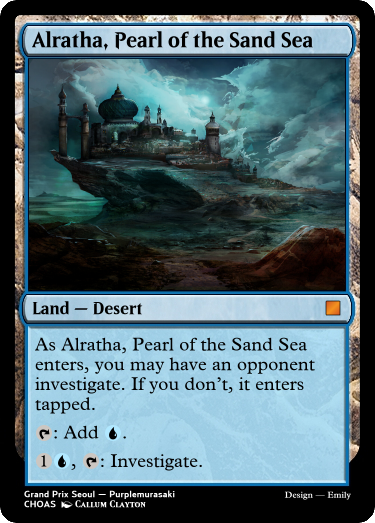 Alratha, Pearl of the Sand Sea
Land — Desert
As Alratha, Pearl of the Sand Sea
enters, you may have an opponent
investigate. If you don't, it enters
tapped.
: Add .
1 , : Investigate.
Grand Prix Seoul — Purplemurasaki
Design — Emily
CHOAS Callum Clayton